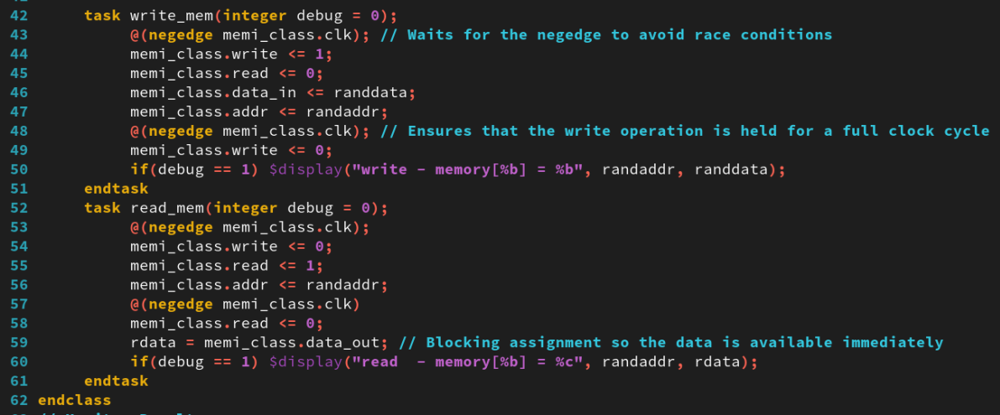 42 task write_mem(integer debug = 0);
43 @(negedge memi_class.clk); // Waits for the negedge to avoid race conditions
44 memi_class.write <= 1;
45 memi_class.read <= 0;
46 memi_class.data_in <= randdata;
47 memi_class.addr <= randaddr;
48 @(negedge memi_class.clk); // Ensures that the write operation is held for a full clock cycle
49 memi_class.write <= 0;
50 if(debug == 1) $display("write - memory[%b] = %b", randaddr, randdata);
51 endtask
52 task read_mem(integer debug = 0);
53 @(negedge memi_class.clk);
54 memi_class.write <= 0;
55 memi_class.read <= 1;
56 memi_class.addr <= randaddr;
57 @(negedge memi_class.clk)
58 memi_class.read <= 0;
59 rdata = memi_class.data_out; // Blocking assignment so the data is available immediately
60 if(debug == 1) $display("read  - memory[%b] = %c", randaddr, rdata);
61 endtask
62 endclass